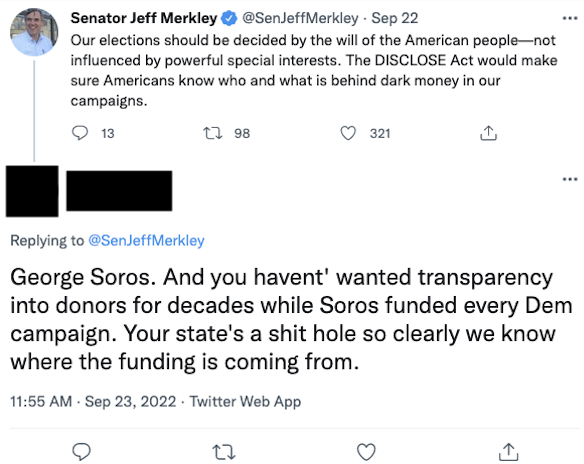 Senator Jeff Merkley @SenJeffMerkley · Sep 22
Our elections should be decided by the will of the American people—not
influenced by powerful special interests. The DISCLOSE Act would make
sure Americans know who and what is behind dark money in our
campaigns.
13 98 321
Replying to @SenJeffMerkley
George Soros. And you havent' wanted transparency
into donors for decades while Soros funded every Dem
campaign. Your state's a shit hole so clearly we know
where the funding is coming from.
11:55 AM · Sep 23, 2022 · Twitter Web App